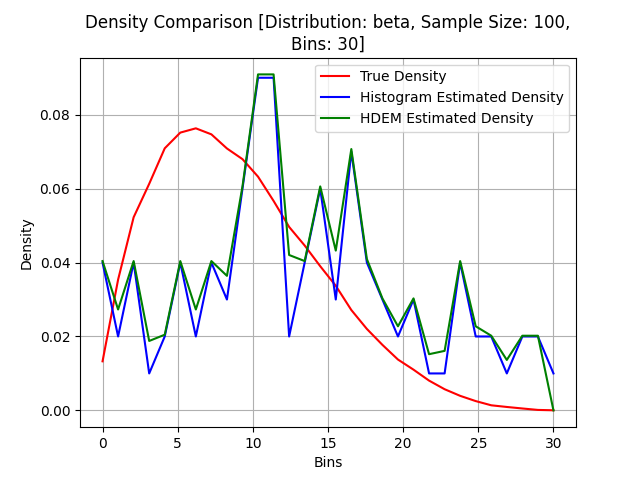 Density Comparison [Distribution: beta, Sample Size: 100,
Bins: 30]
True Density
Histogram Estimated Density
HDEM Estimated Density
Density
0.08
0.06
0.04
0.02
0.00
0 5 10 15 20 25 30
Bins